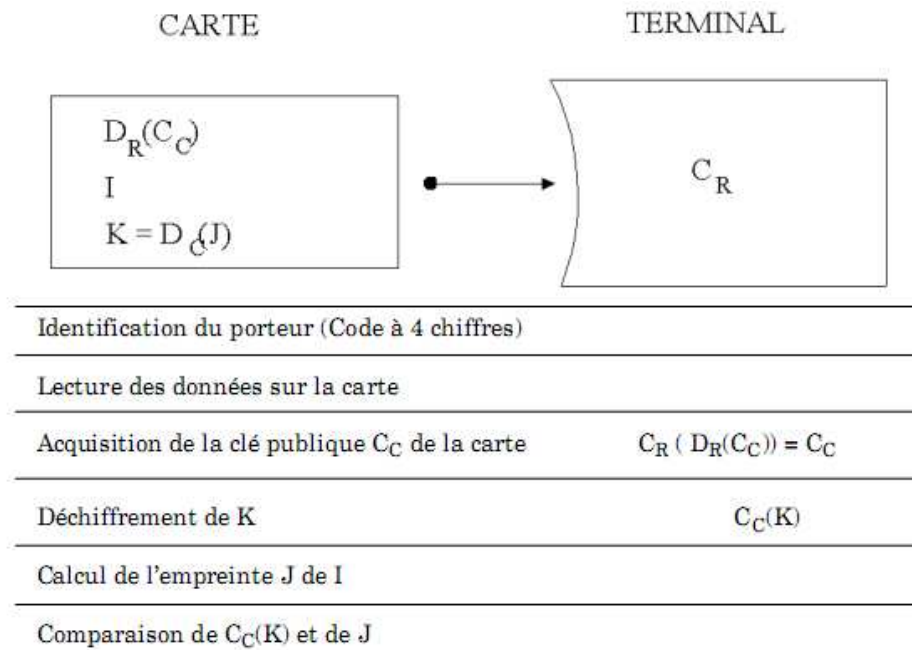 CARTE TERMINAL
D_R(C_C)
I
K = D_C(J)
C_R
Identification du porteur (Code à 4 chiffres)
Lecture des données sur la carte
Acquisition de la clé publique C_C de la carte C_R ( D_R(C_C)) = C_C
Déchiffrement de K C_C(K)
Calcul de l'empreinte J de I
Comparaison de C_C(K) et de J